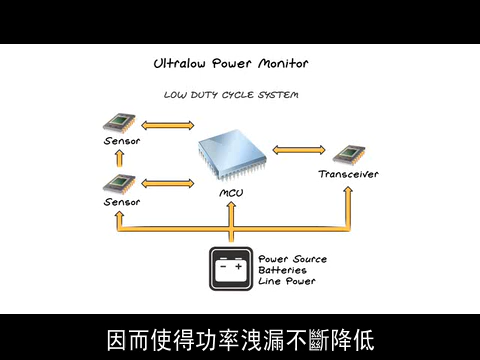 Ultralow Power Monitor
LOW DUTY CYCLE SYSTEM
Sensor
Sensor
MCU
Transceiver
Power Source
Batteries
Line Power
因而使得功率洩漏不斷降低